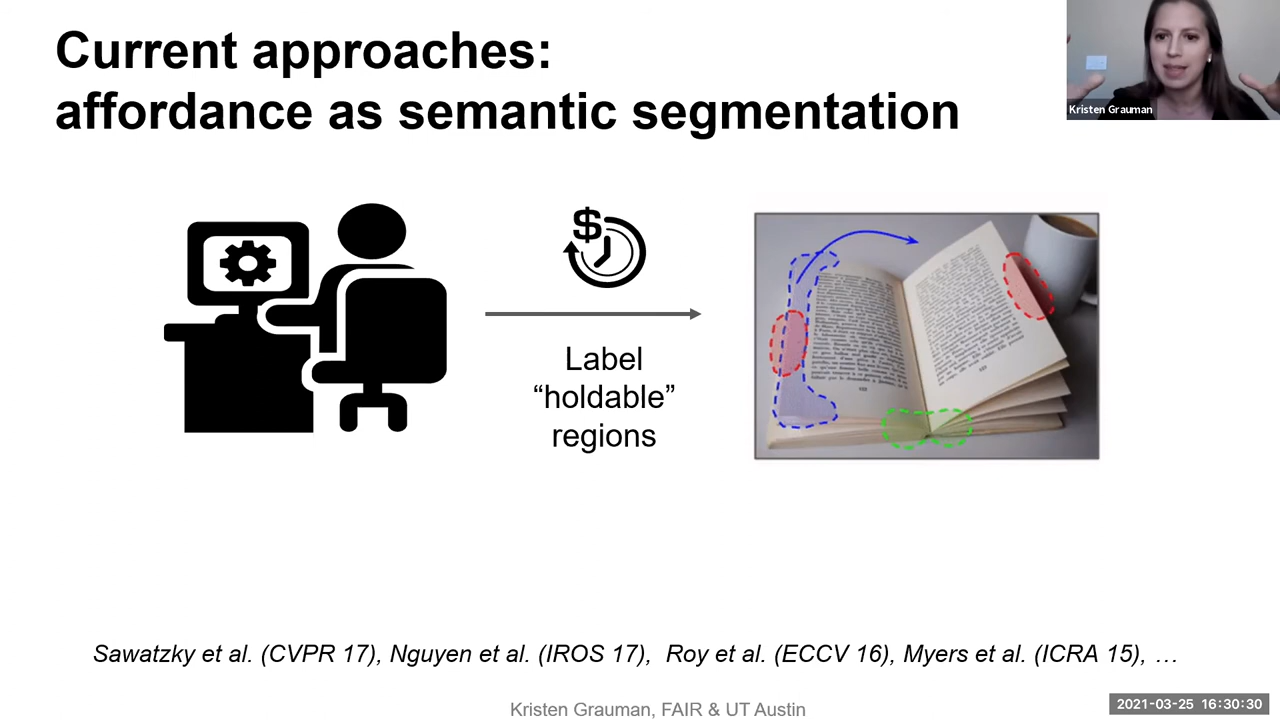 Current approaches:
affordance as semantic segmentation
Kristen Grauman
$
Label
“holdable”
regions
Sawatzky et al. (CVPR 17), Nguyen et al. (IROS 17), Roy et al. (ECCV 16), Myers et al. (ICRA 15), …
Kristen Grauman, FAIR & UT Austin
2021-03-25 16:30:30